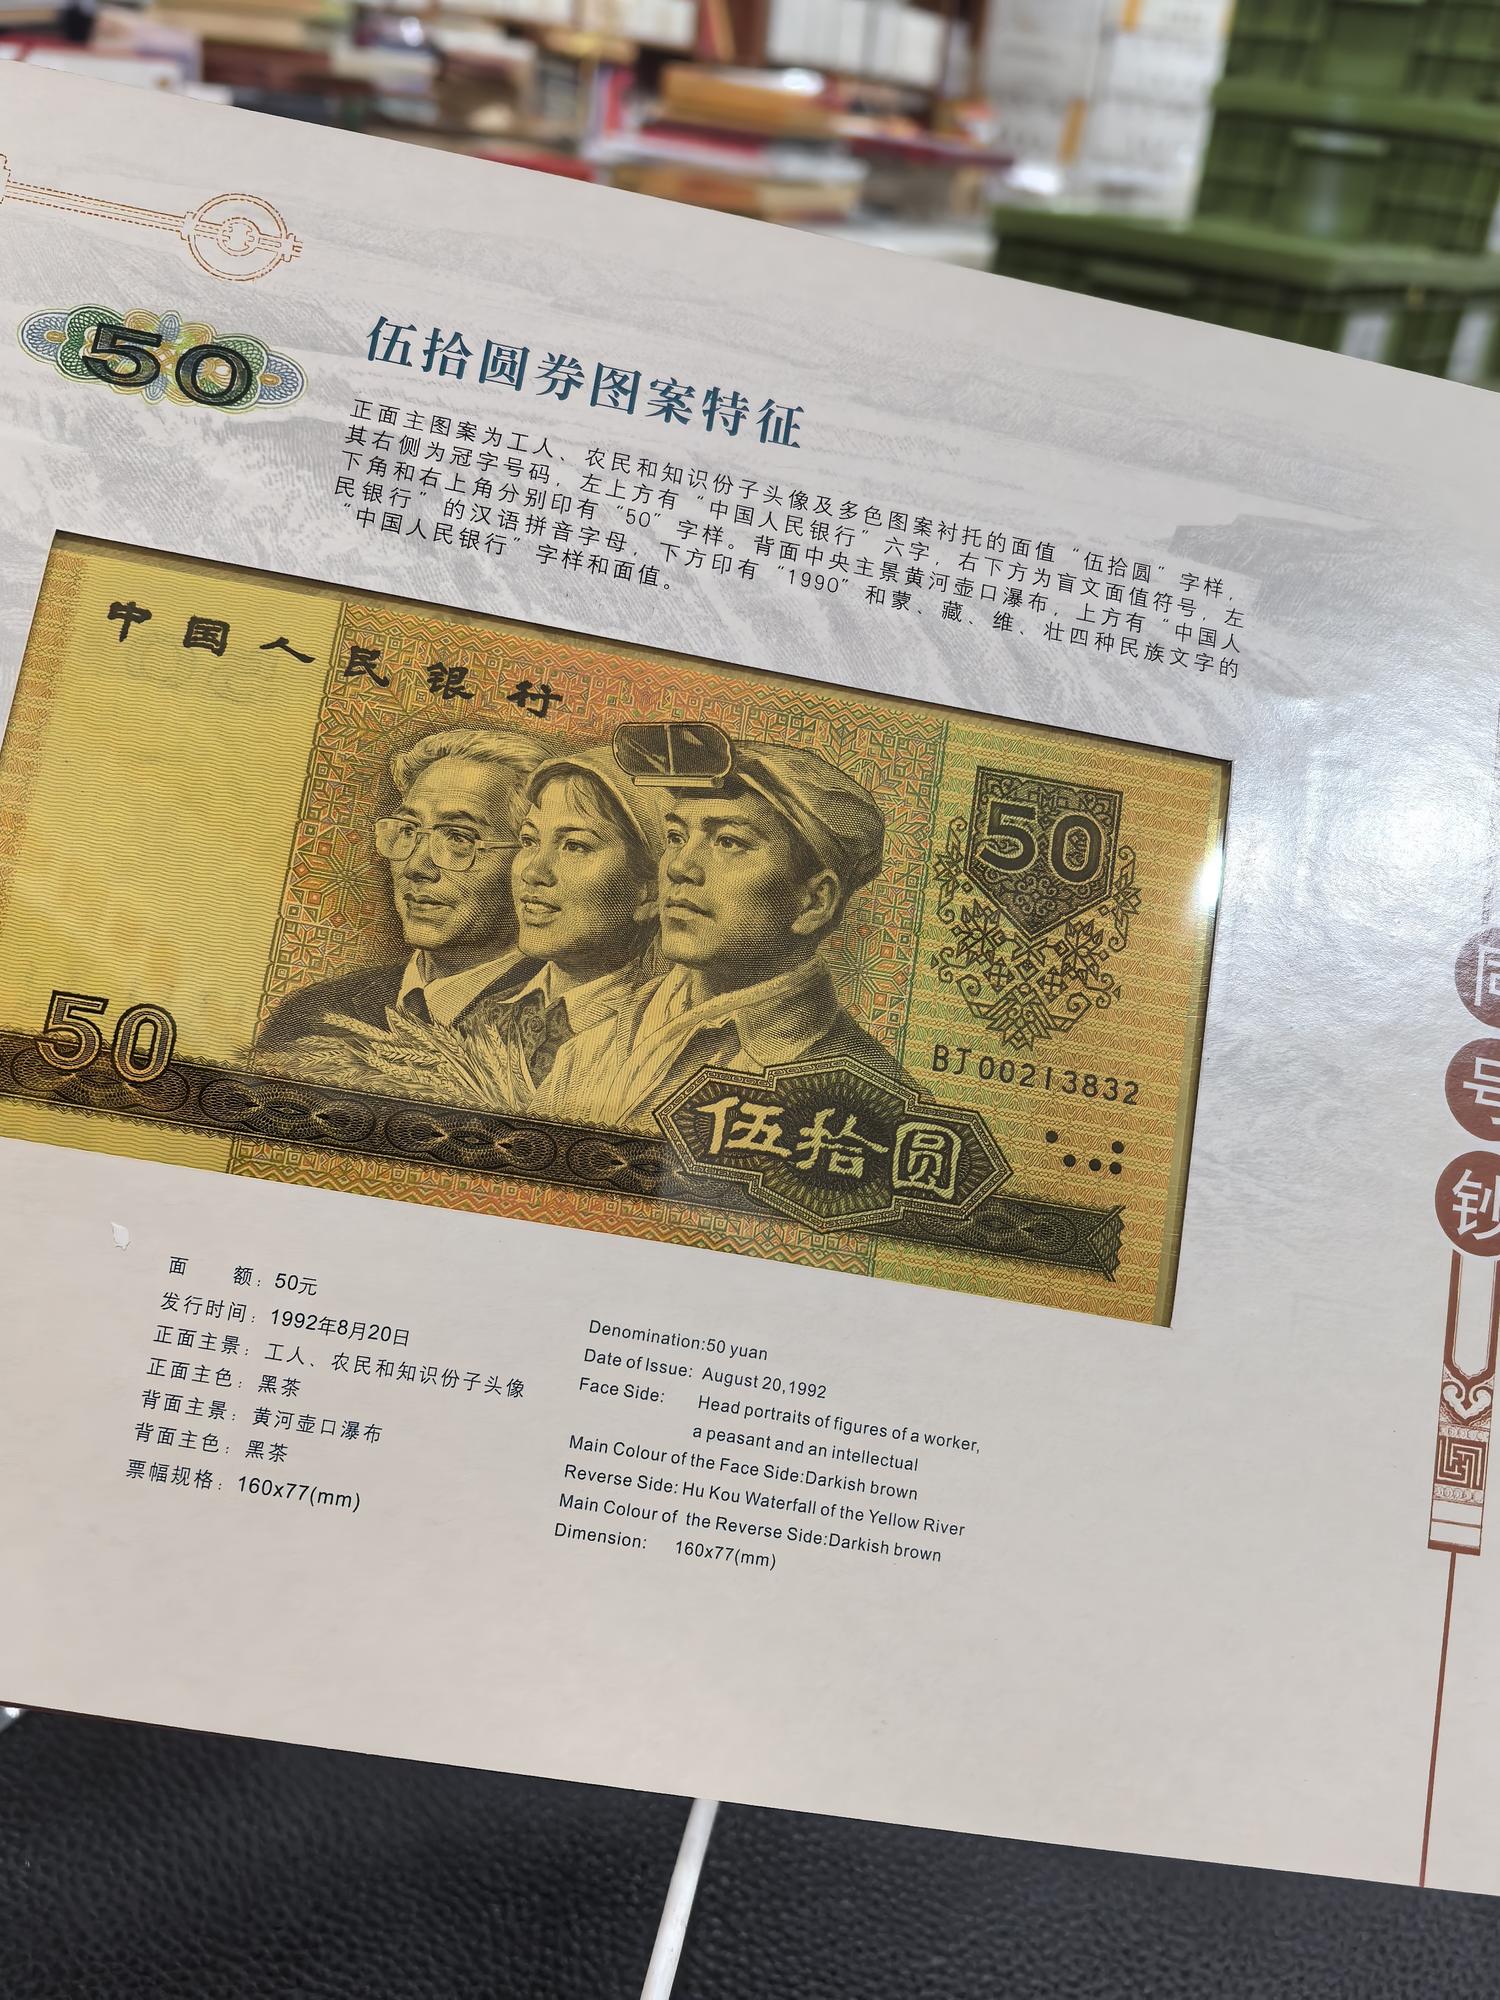 50
伍拾圆券图案特征
正面主图案为工人、农民和知识份子头像及多色图案衬托的面值“伍拾圆”字样，
其右侧为冠字号码，左上方有“中国人民银行”六字，右下方为盲文面值符号，左
下角和右上角分别印有“50”字样。背面中央主景黄河壶口瀑布，上方有“中国人
民银行”的汉语拼音字母，下方印有“1990”和蒙、藏、维、壮四种民族文字的
“中国人民银行”字样和面值。
中国人民银行
50
50
BJ00213832
伍拾圆
同
号
钞
面 额：50元
发行时间：1992年8月20日
正面主景：工人、农民和知识份子头像
正面主色：黑茶
背面主景：黄河壶口瀑布
背面主色：黑茶
票幅规格：160x77(mm)
Denomination:50 yuan
Date of Issue: August 20,1992
Face Side: Head portraits of figures of a worker,
a peasant and an intellectual
Main Colour of the Face Side:Darkish brown
Reverse Side: Hu Kou Waterfall of the Yellow River
Main Colour of the Reverse Side:Darkish brown
Dimension: 160x77(mm)